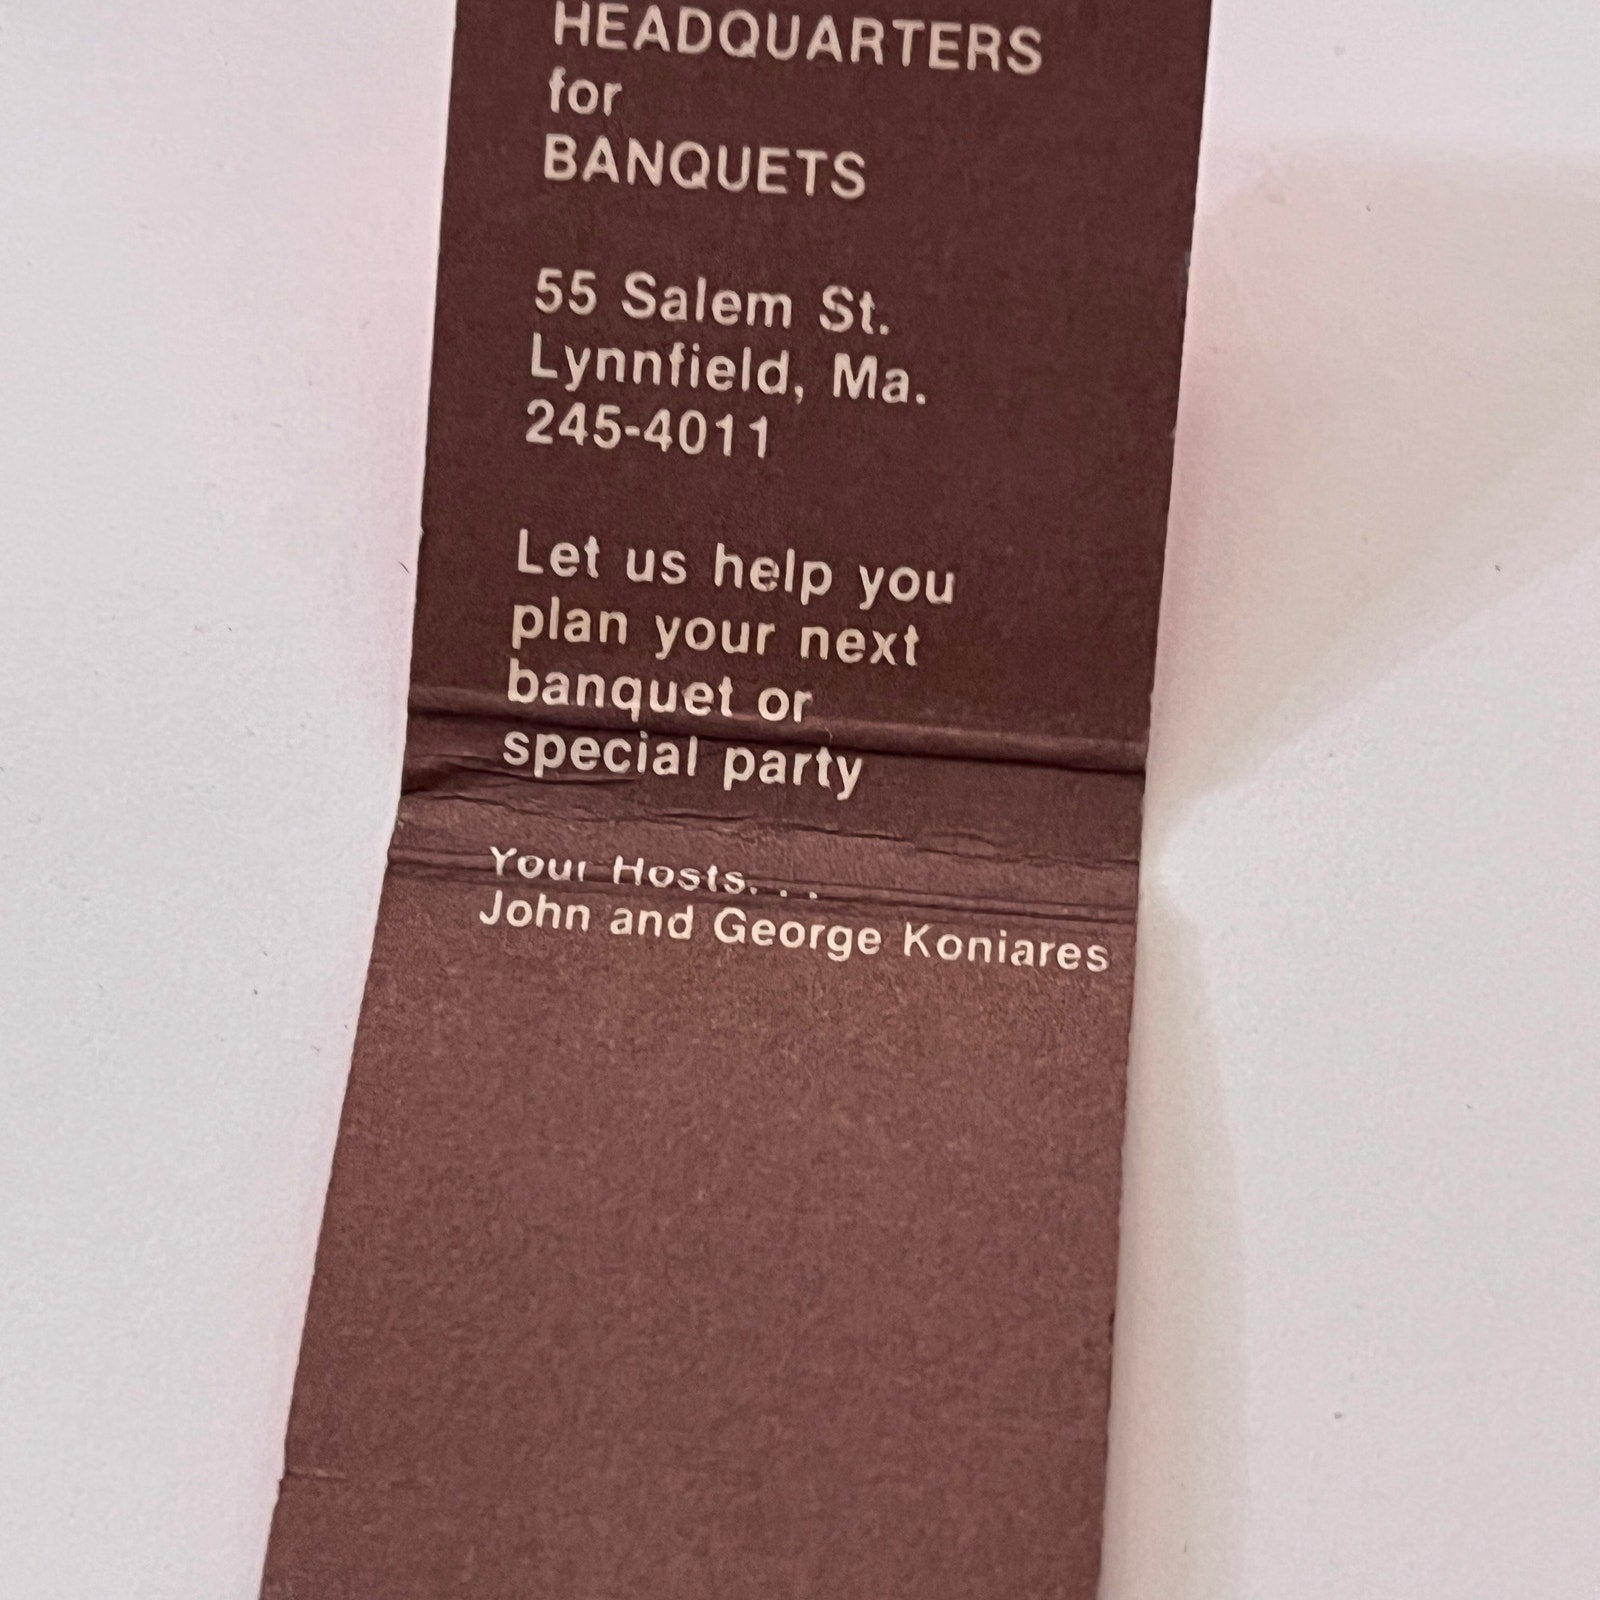 HEADQUARTERS
for
BANQUETS
55 Salem St.
Lynnfield, Ma.
245-4011
Let us help you
plan your next
banquet or
special party
Your Hosts. . .
John and George Koniares